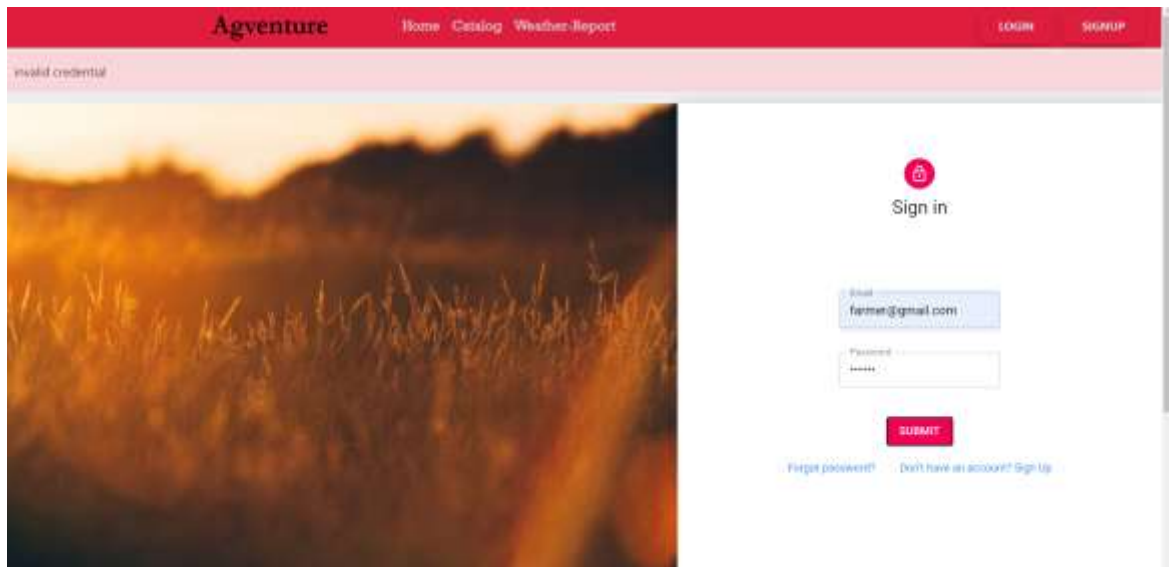 Agventure Home Catalog Weather-Report LOGIN SIGNUP
invalid credential
Sign in
Email
farmer@gmail.com
Password
SUBMIT
Forgot password? Don't have an account? Sign Up